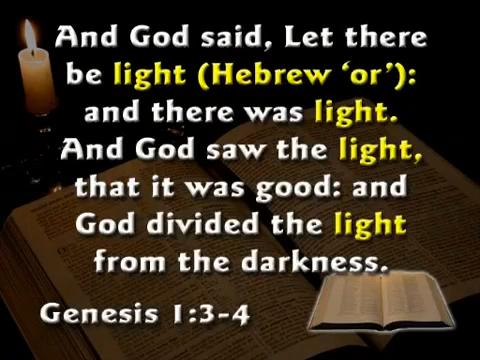 And God said, Let there
be light (Hebrew ‘or’):
and there was light.
And God saw the light,
that it was good: and
God divided the light
from the darkness.
Genesis 1:3-4